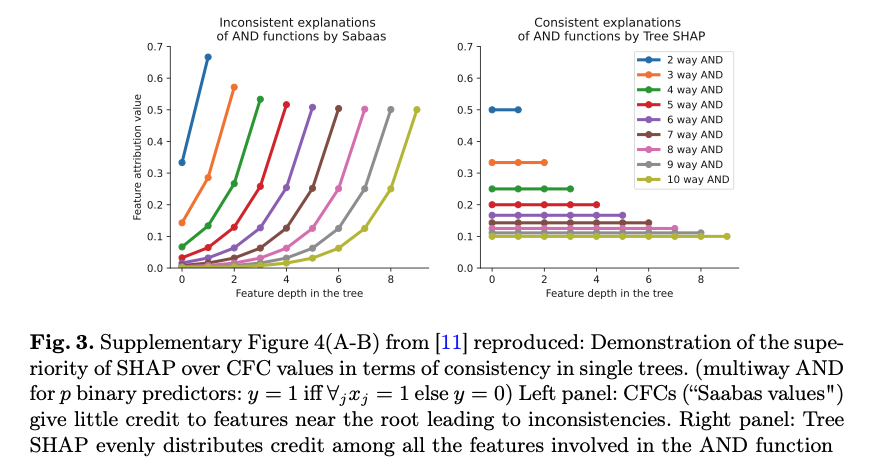 Inconsistent explanations
of AND functions by Sabaas
Consistent explanations
of AND functions by Tree SHAP
Feature attribution value
0.7
0.6
0.5
0.4
0.3
0.2
0.1
0.0
0 2 4 6 8
Feature depth in the tree
0.7
0.6
0.5
0.4
0.3
0.2
0.1
0.0
0 2 4 6 8
Feature depth in the tree
2 way AND
3 way AND
4 way AND
5 way AND
6 way AND
7 way AND
8 way AND
9 way AND
10 way AND
Fig. 3. Supplementary Figure 4(A-B) from [11] reproduced: Demonstration of the supe-
riority of SHAP over CFC values in terms of consistency in single trees. (multiway AND
for p binary predictors: y = 1 iff ∀ⱼxⱼ = 1 else y = 0) Left panel: CFCs (“Saabas values")
give little credit to features near the root leading to inconsistencies. Right panel: Tree
SHAP evenly distributes credit among all the features involved in the AND function